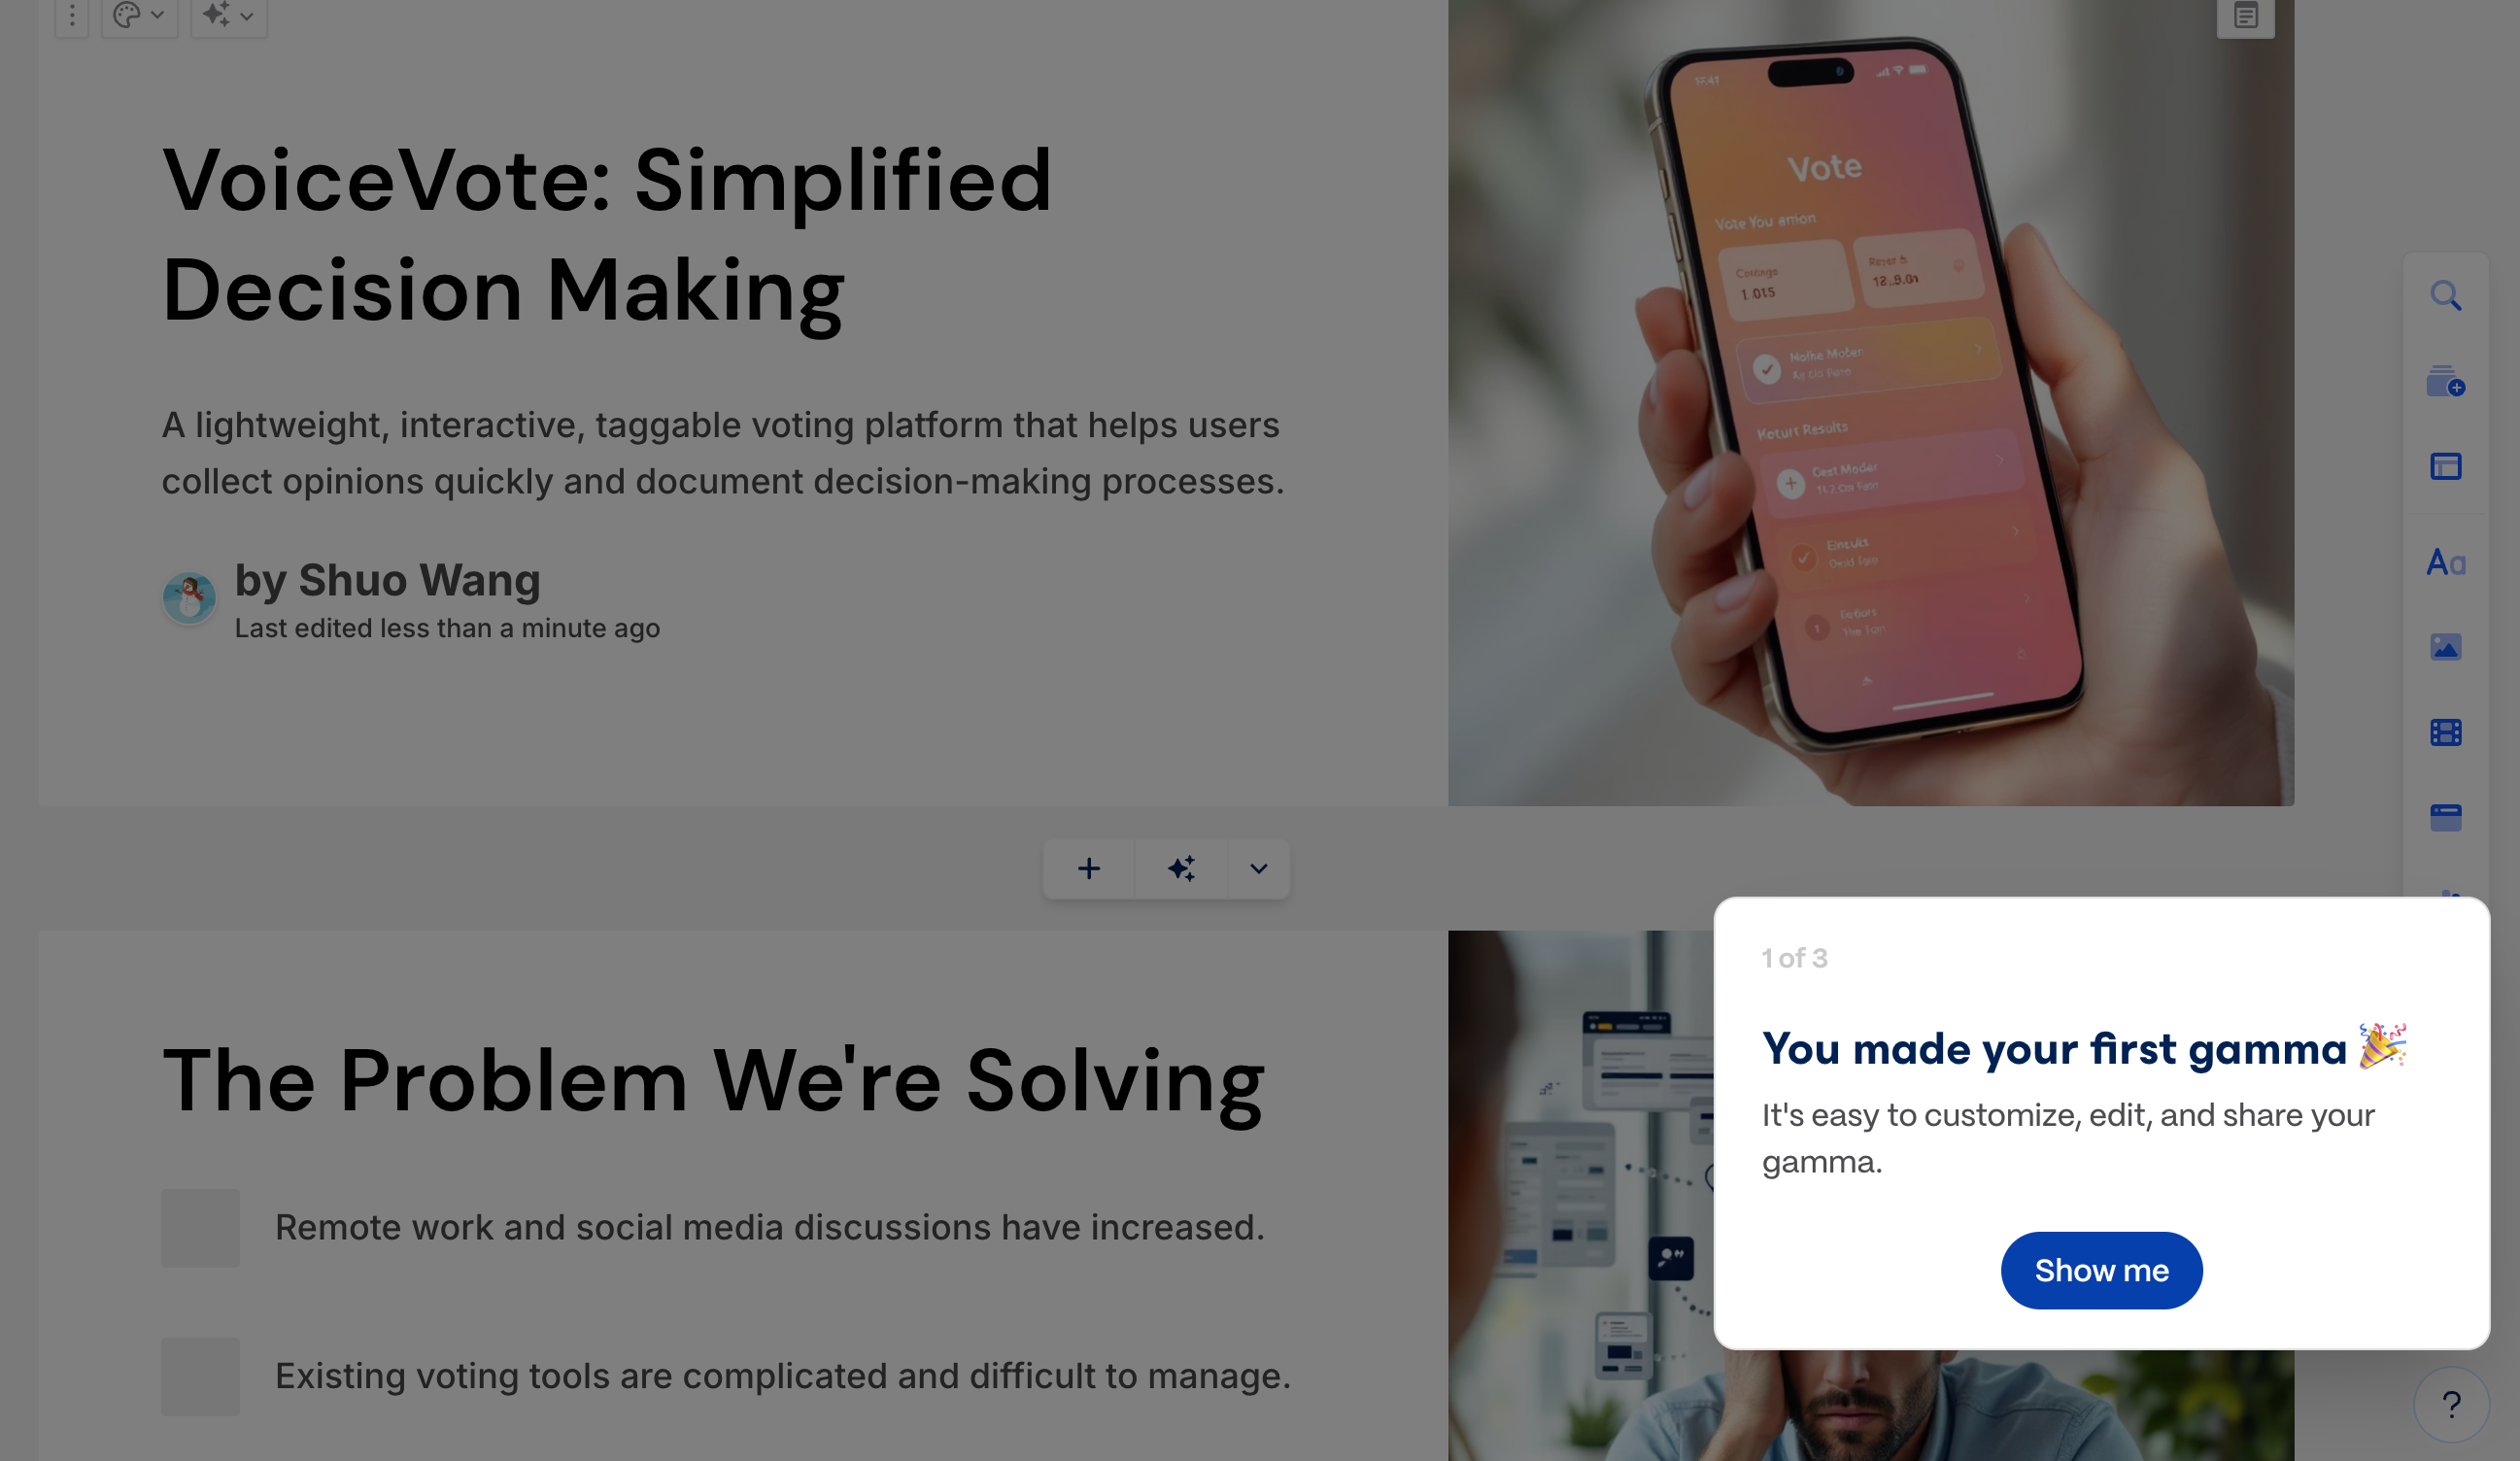 VoiceVote: Simplified
Decision Making
A lightweight, interactive, taggable voting platform that helps users
collect opinions quickly and document decision-making processes.
by Shuo Wang
Last edited less than a minute ago
Vote
Aa
The Problem We're Solving
Remote work and social media discussions have increased.
Existing voting tools are complicated and difficult to manage.
1 of 3
You made your first gamma 🎉
It's easy to customize, edit, and share your
gamma.
Show me
?